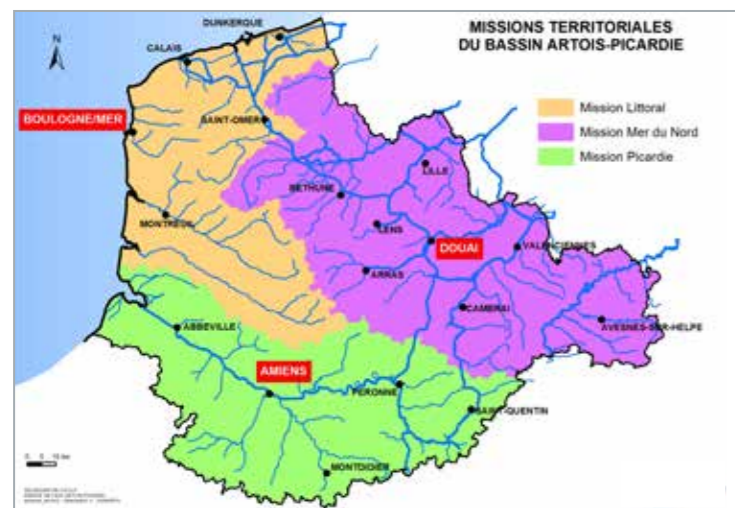 MISSIONS TERRITORIALES
DU BASSIN ARTOIS-PICARDIE
N
DUNKERQUE
CALAIS
Mission Littoral
BOULOGNE/MER
SAINT-OMER
Mission Mer du Nord
Mission Picardie
LILLE
BETHUNE
MONTREUIL
LENS
DOUAI
VALENCIENNES
ARRAS
CAMBRAI
ABBEVILLE
AVESNES-SUR-HELPE
AMIENS
PERONNE
SAINT-QUENTIN
MONTDIDIER